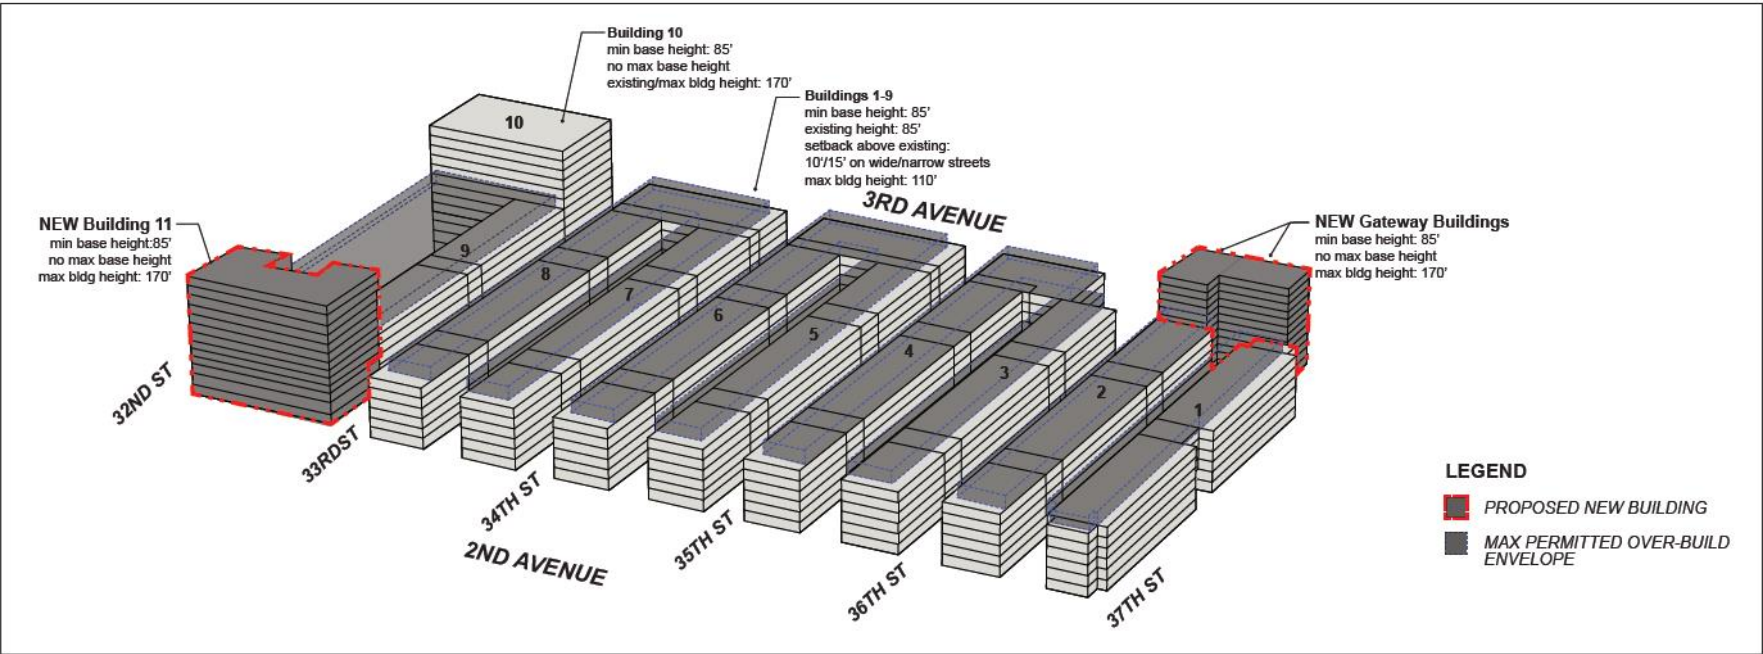 Building 10
min base height: 85'
no max base height
existing/max bldg height: 170'
Buildings 1-9
min base height: 85'
existing height: 85'
setback above existing:
10'/15' on wide/narrow streets
max bldg height: 110'
3RD AVENUE
NEW Building 11
min base height:85'
no max base height
max bldg height: 170'
NEW Gateway Buildings
min base height: 85'
no max base height
max bldg height: 170'
10
9
8
7
6
5
4
3
2
1
32ND ST
33RDST
34TH ST
2ND AVENUE
35TH ST
36TH ST
37TH ST
LEGEND
PROPOSED NEW BUILDING
MAX PERMITTED OVER-BUILD
ENVELOPE